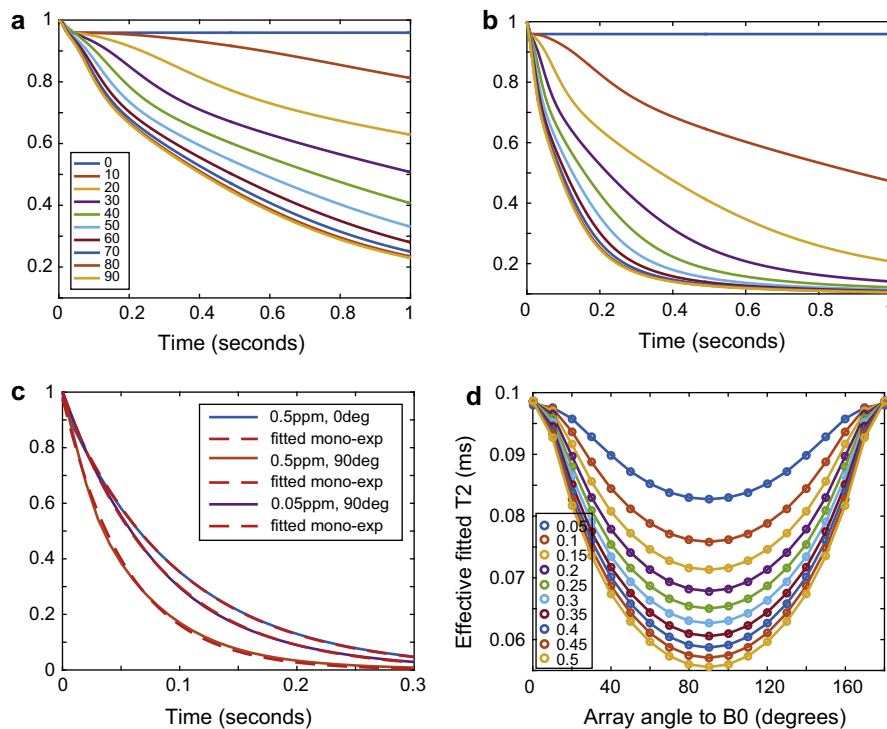 a
1
0.8
0.6
0.4
0.2
0
10
20
30
40
50
60
70
80
90
0 0.2 0.4 0.6 0.8 1
Time (seconds)
b
1
0.8
0.6
0.4
0.2
0 0.2 0.4 0.6 0.8
Time (seconds)
c
1
0.8
0.6
0.4
0.2
0
0.5ppm, 0deg
fitted mono-exp
0.5ppm, 90deg
fitted mono-exp
0.05ppm, 90deg
fitted mono-exp
0 0.1 0.2 0.3
Time (seconds)
d
Effective fitted T2 (ms)
0.1
0.09
0.08
0.07
0.06
0.05
0.1
0.15
0.2
0.25
0.3
0.35
0.4
0.45
0.5
0 40 80 120 160
Array angle to B0 (degrees)